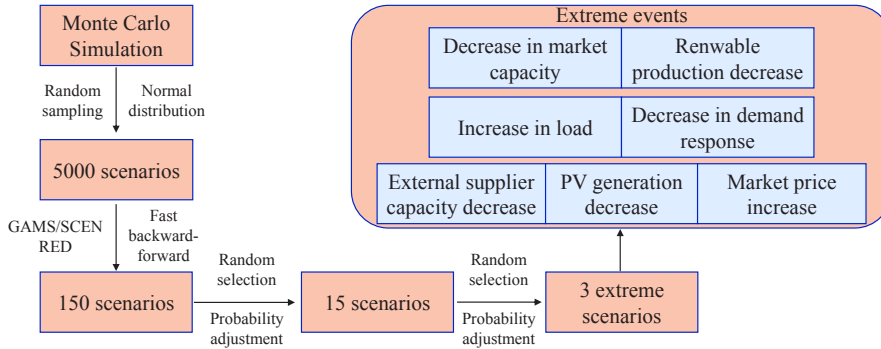 Monte Carlo
Simulation
Random
sampling
Normal
distribution
5000 scenarios
GAMS/SCEN
RED
Fast
backward-
forward
150 scenarios
Random
selection
Probability
adjustment
15 scenarios
Random
selection
Probability
adjustment
3 extreme
scenarios
Extreme events
Decrease in market
capacity
Renwable
production decrease
Increase in load
Decrease in demand
response
External supplier
capacity decrease
PV generation
decrease
Market price
increase